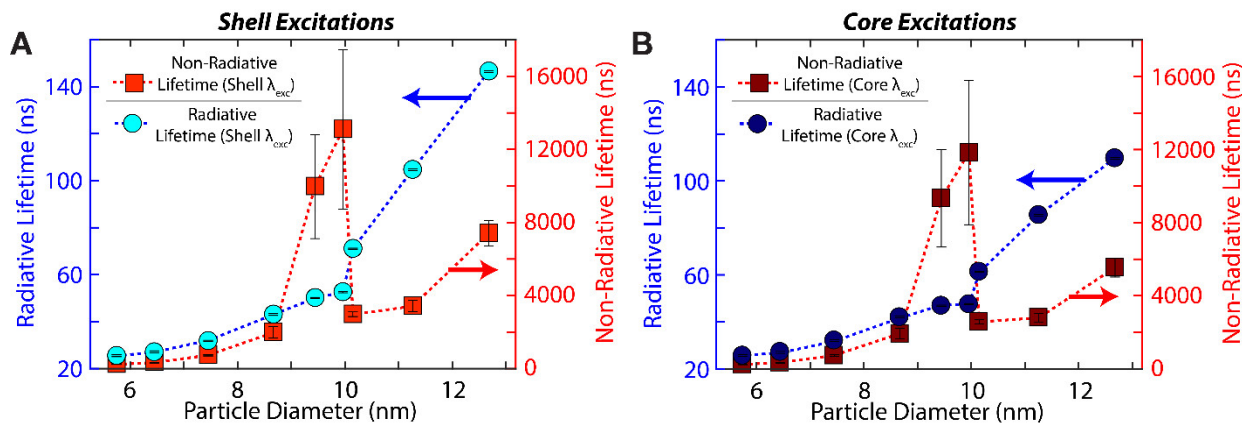 Shell Excitations
A
Non-Radiative
Lifetime (Shell λexc)
Radiative
Lifetime (Shell λexc)
Radiative Lifetime (ns)
140
100
60
20
Non-Radiative Lifetime (ns)
16000
12000
8000
4000
0
6 8 10 12
Particle Diameter (nm)
Core Excitations
B
Non-Radiative
Lifetime (Core λexc)
Radiative
Lifetime (Core λexc)
Radiative Lifetime (ns)
140
100
60
20
Non-Radiative Lifetime (ns)
16000
12000
8000
4000
0
6 8 10 12
Particle Diameter (nm)